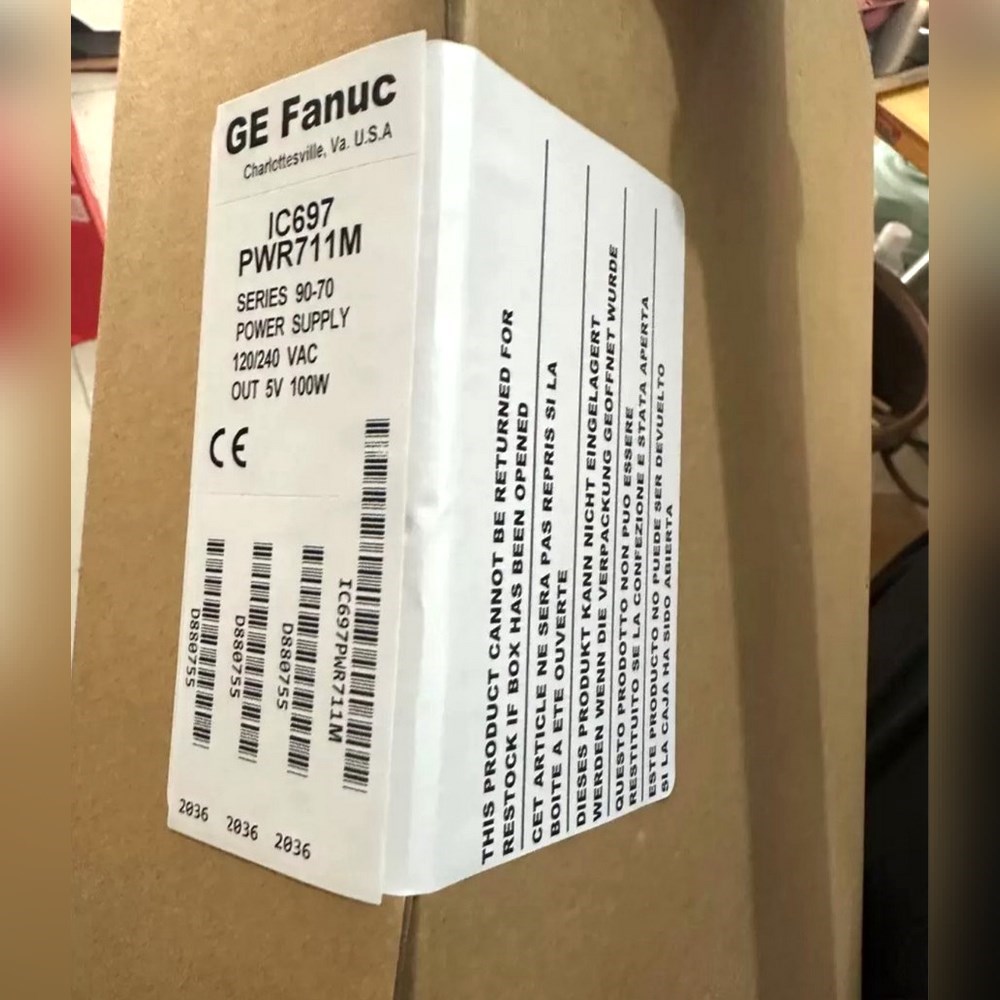 GE Fanuc
Charlottesville, Va. U.S.A
IC697
PWR711M
SERIES 90-70
POWER SUPPLY
120/240 VAC
OUT 5V 100W
CE
D880755
D880755
D880755
IC697PWR711M
2036 2036 2036
THIS PRODUCT CANNOT BE RETURNED FOR
RESTOCK IF BOX HAS BEEN OPENED
CET ARTICLE NE SERA PAS REPRIS SI LA
BOITE A ETE OUVERTE
DIESES PRODUKT KANN NICHT EINGELAGERT
WERDEN WENN DIE VERPACKUNG GEOFFNET WURDE
QUESTO PRODOTTO NON PUO ESSERE
RESTITUITO SE LA CONFEZIONE E STATA APERTA
ESTE PRODUCTO NO PUEDE SER DEVUELTO
SI LA CAJA HA SIDO ABIERTA